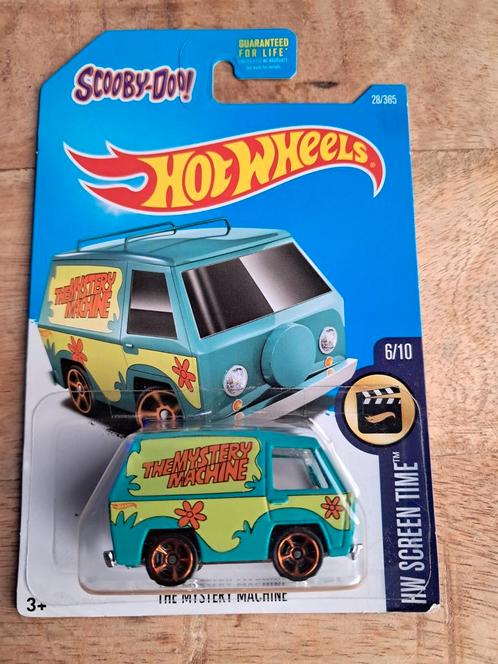 SCOOBY-DOO!
GUARANTEED
FOR LIFE
28/365
HOT WHEELS
THE MYSTERY
MACHINE
6/10
HW SCREEN TIME™
THE MYSTERY
MACHINE
THE MYSTERY MACHINE
3+